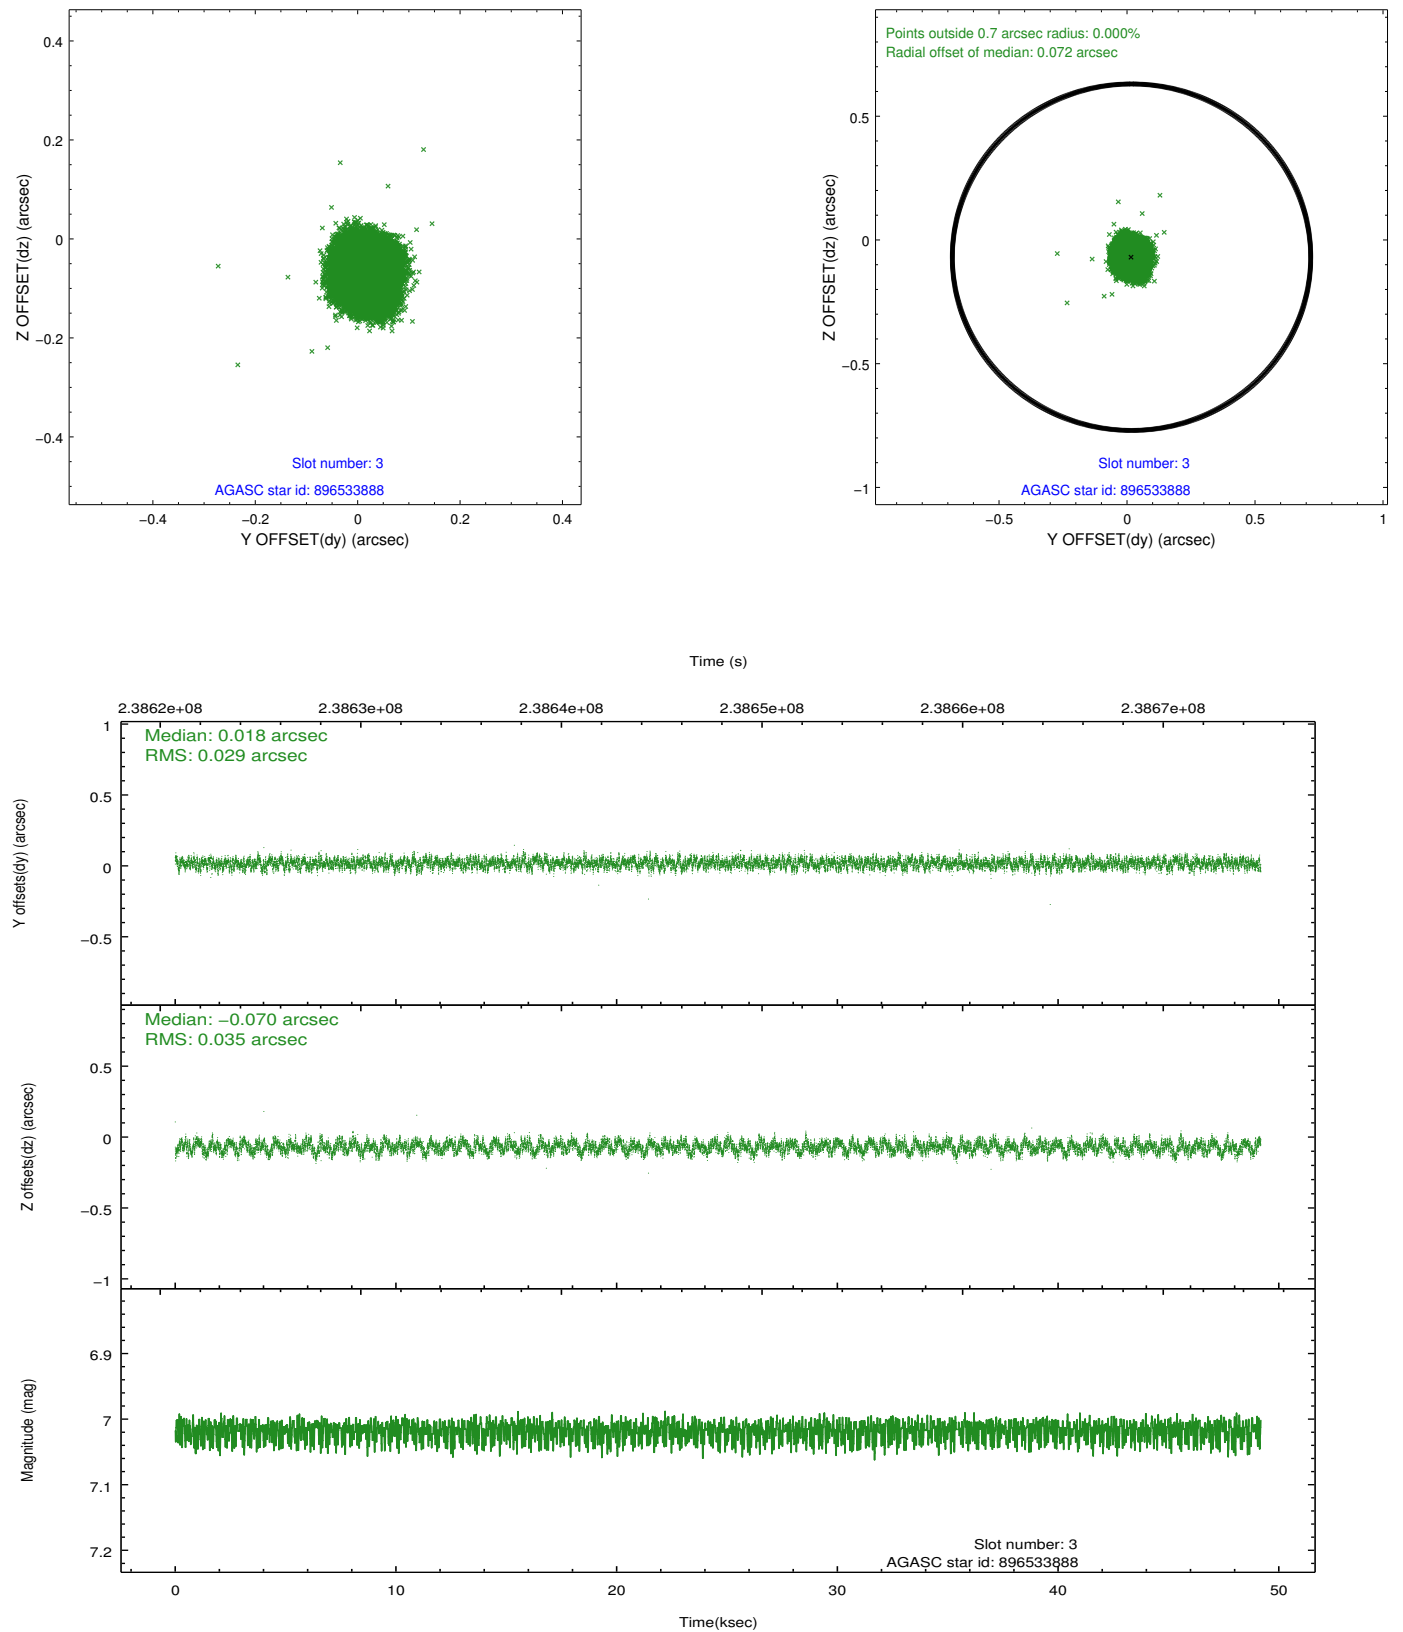 0.4
0.2
0
−0.2
−0.4
Z OFFSET(dz) (arcsec)
Slot number: 3
AGASC star id: 896533888
−0.4 −0.2 0 0.2 0.4
Y OFFSET(dy) (arcsec)
Points outside 0.7 arcsec radius: 0.000%
Radial offset of median: 0.072 arcsec
0.5
0
−0.5
−1
Z OFFSET(dz) (arcsec)
Slot number: 3
AGASC star id: 896533888
−0.5 0 0.5 1
Y OFFSET(dy) (arcsec)
Time (s)
2.3862e+08 2.3863e+08 2.3864e+08 2.3865e+08 2.3866e+08 2.3867e+08
Median: 0.018 arcsec
RMS: 0.029 arcsec
1
0.5
0
−0.5
Y offsets(dy) (arcsec)
Median: −0.070 arcsec
RMS: 0.035 arcsec
0.5
0
−0.5
−1
Z offsets(dz) (arcsec)
6.9
7
7.1
7.2
Magnitude (mag)
Slot number: 3
AGASC star id: 896533888
0 10 20 30 40 50
Time(ksec)